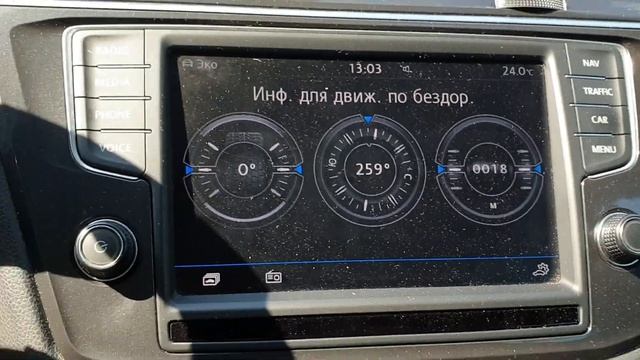 RADIO
MEDIA
PHONE
VOICE
Эко
13:03
24.0°C
Инф. для движ. по бездор.
0°
Ю
259°
С
0018
М
NAV
TRAFFIC
CAR
MENU